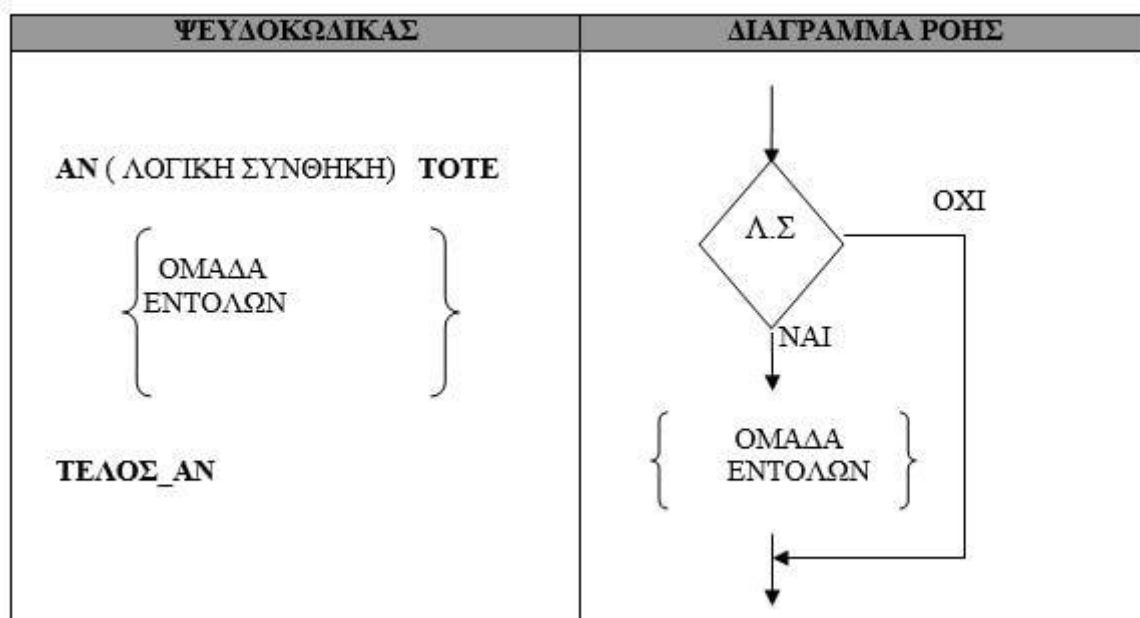 ΨΕΥΔΟΚΩΔΙΚΑΣ
ΔΙΑΓΡΑΜΜΑ ΡΟΗΣ
ΑΝ ( ΛΟΓΙΚΗ ΣΥΝΘΗΚΗ) ΤΟΤΕ
ΟΜΑΔΑ
ΕΝΤΟΛΩΝ
ΤΕΛΟΣ_ΑΝ
Λ.Σ
ΟΧΙ
ΝΑΙ
ΟΜΑΔΑ
ΕΝΤΟΛΩΝ